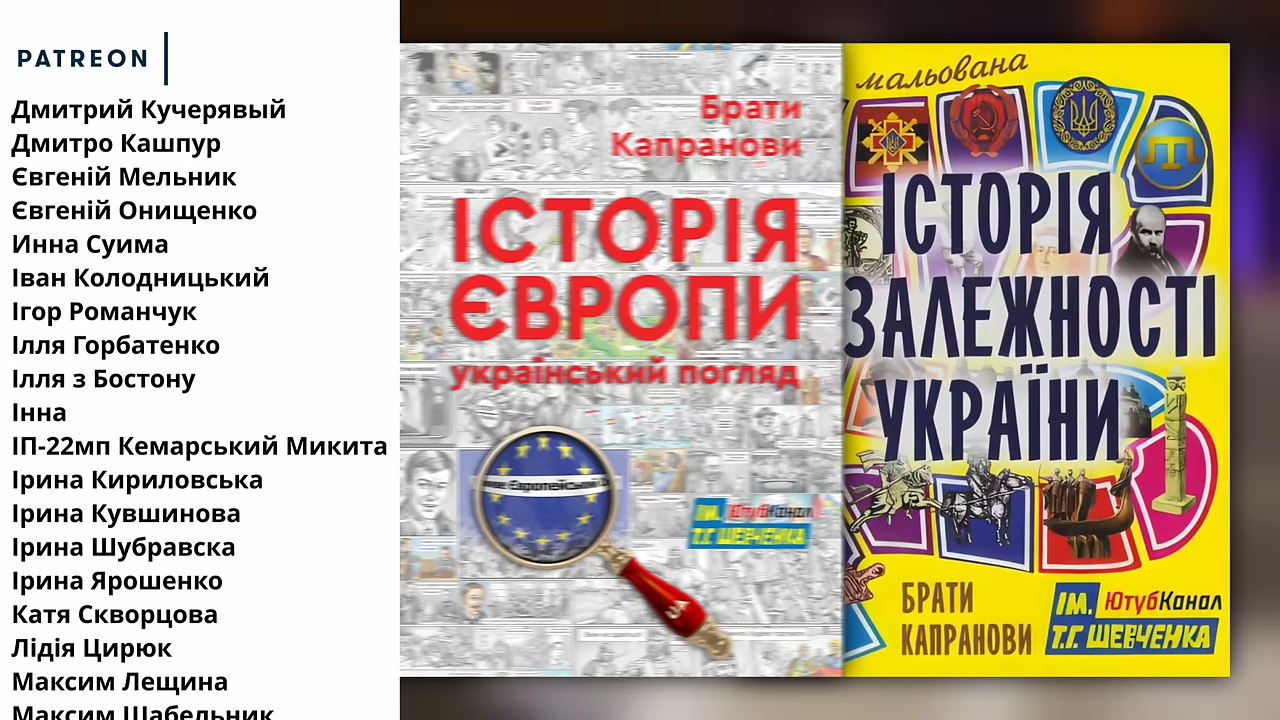 PATREON
Дмитрий Кучерявый
Дмитро Кашпур
Євгеній Мельник
Євгеній Онищенко
Инна Суима
Іван Колодницький
Ігор Романчук
Ілля Горбатенко
Ілля з Бостону
Інна
ІП-22мп Кемарський Микита
Ірина Кириловська
Ірина Кувшинова
Ірина Шубравска
Ірина Ярошенко
Катя Скворцова
Лідія Цирюк
Максим Лещина
Максим Шабельник
Брати
Капранови
ІСТОРІЯ
ЄВРОПИ
український погляд
ІМ. ЮтубКанал
Т.Г. ШЕВЧЕНКА
мальована
ІСТОРІЯ
ЗАЛЕЖНОСТІ
УКРАЇНИ
БРАТИ
КАПРАНОВИ
ІМ. ЮтубКанал
Т.Г. ШЕВЧЕНКА